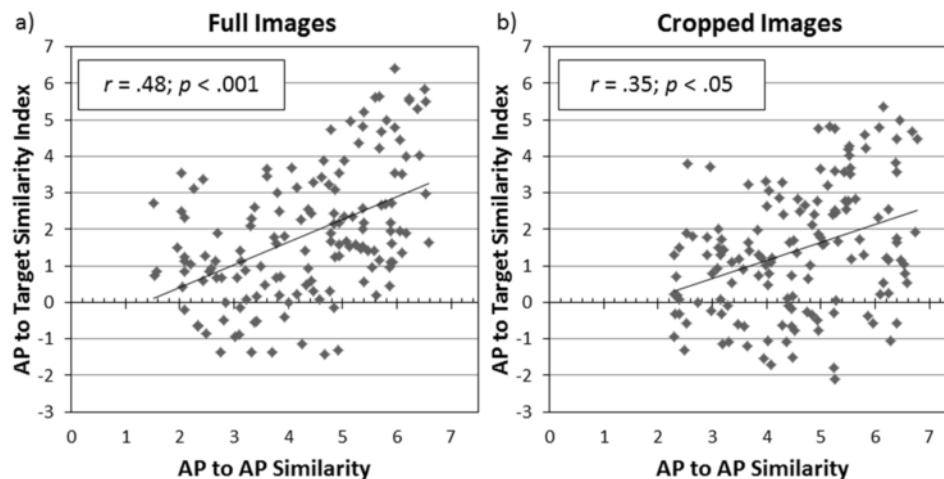 a) Full Images
r = .48; p < .001
AP to Target Similarity Index
7
6
5
4
3
2
1
0
-1
-2
-3
0 1 2 3 4 5 6 7
AP to AP Similarity
b) Cropped Images
r = .35; p < .05
AP to Target Similarity Index
7
6
5
4
3
2
1
0
-1
-2
-3
0 1 2 3 4 5 6 7
AP to AP Similarity